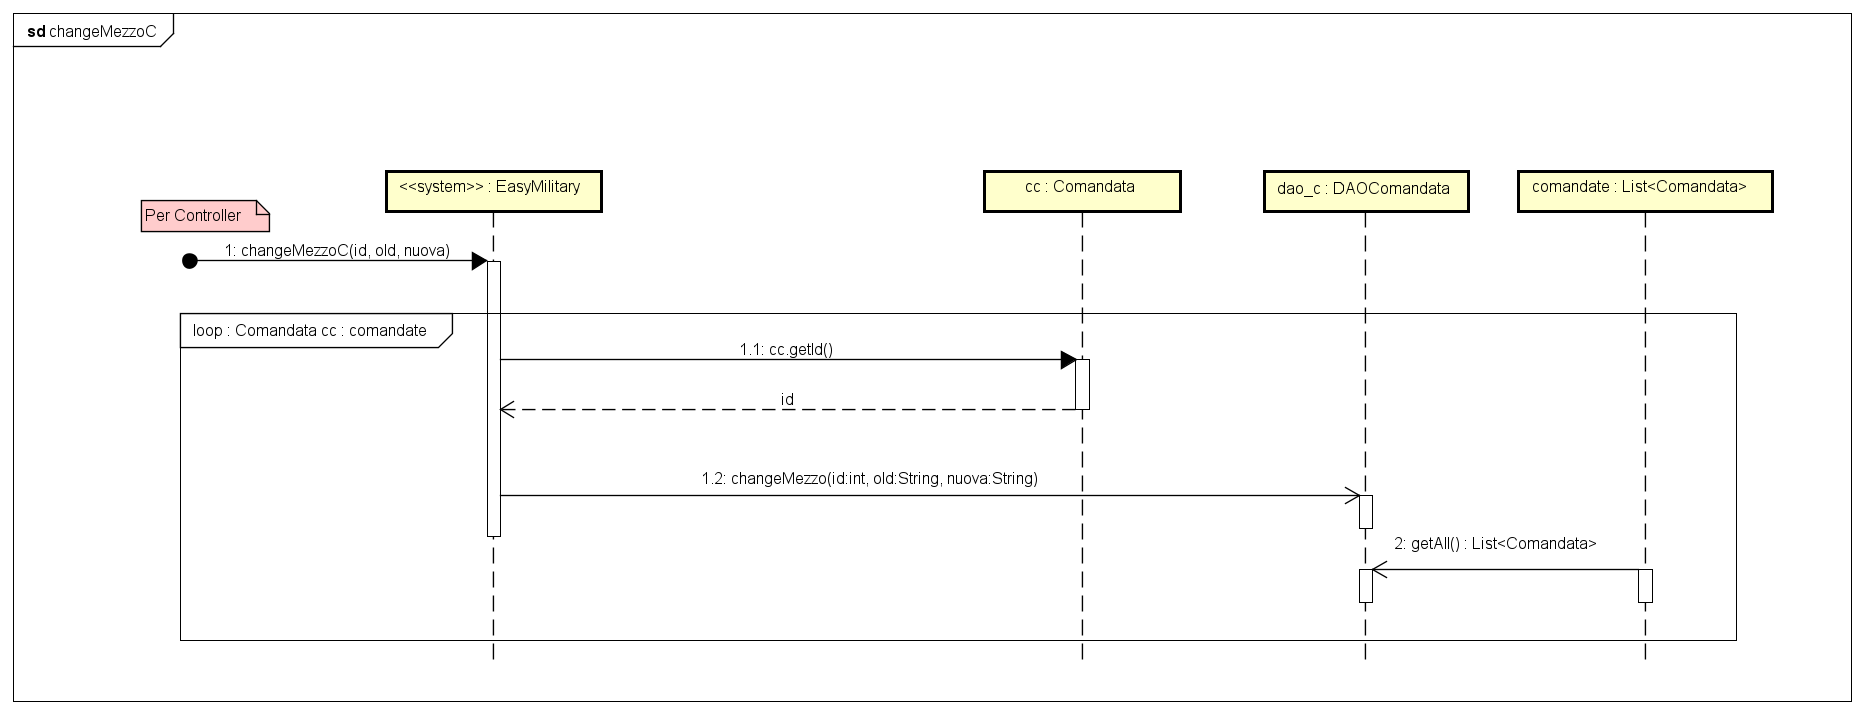 sd changeMezzoC
<<system>> : EasyMilitary
cc : Comandata
dao_c : DAOComandata
comandate : List<Comandata>
Per Controller
1: changeMezzoC(id, old, nuova)
loop : Comandata cc : comandate
1.1: cc.getId()
id
1.2: changeMezzo(id:int, old:String, nuova:String)
2: getAll() : List<Comandata>